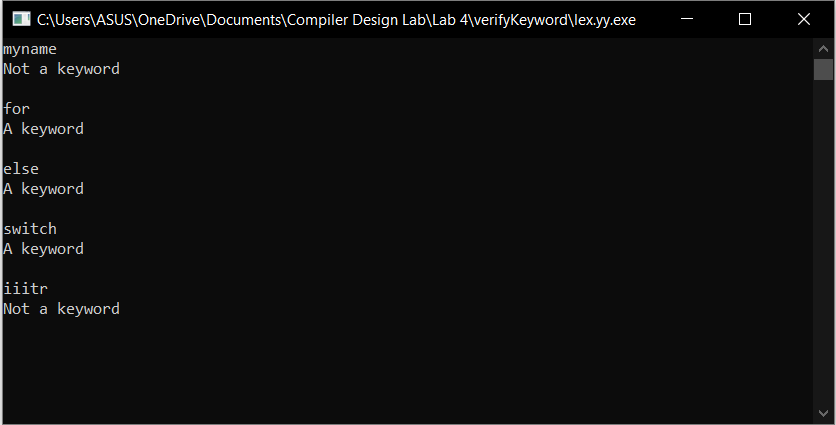 C:\Users\ASUS\OneDrive\Documents\Compiler Design Lab\Lab 4\verifyKeyword\lex.yy.exe
myname
Not a keyword
for
A keyword
else
A keyword
switch
A keyword
iiitr
Not a keyword